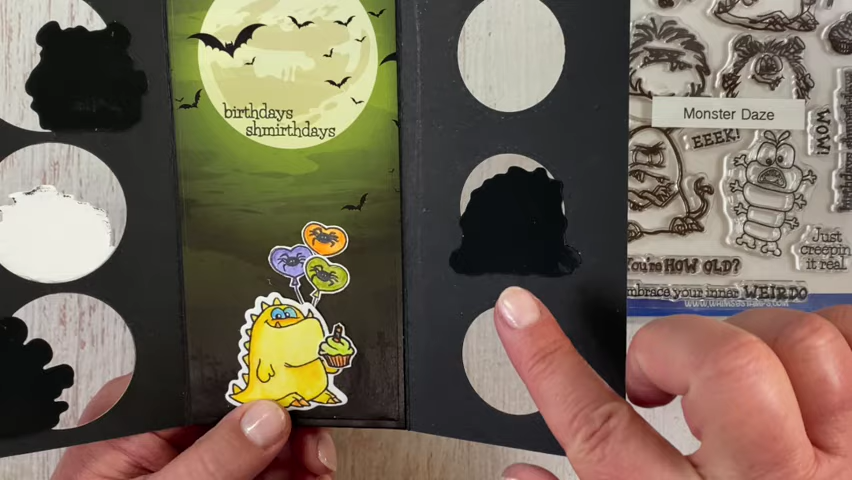 birthdays
shmirthdays
Monster Daze
EEEK!
WOW!
Just
creepin
it real
You're HOW OLD?
embrace your inner WEIRDO